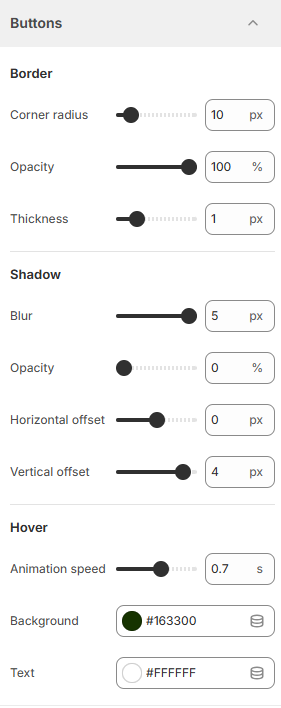 Buttons
Border
Corner radius 10 px
Opacity 100 %
Thickness 1 px
Shadow
Blur 5 px
Opacity 0 %
Horizontal offset 0 px
Vertical offset 4 px
Hover
Animation speed 0.7 s
Background #163300
Text #FFFFFF